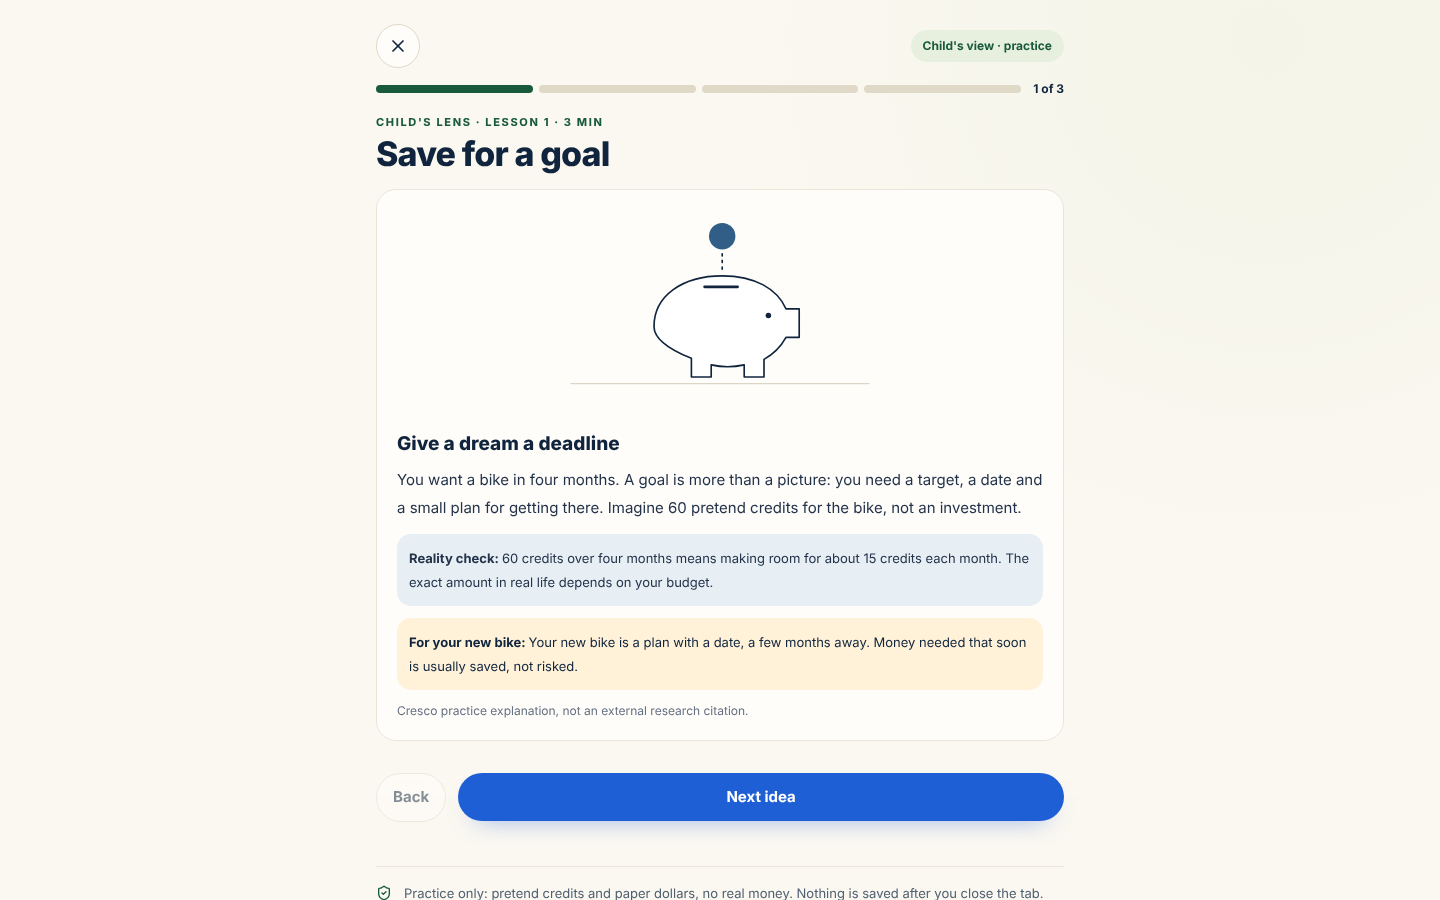 Child's view · practice
1 of 3
CHILD'S LENS · LESSON 1 · 3 MIN
Save for a goal
Give a dream a deadline
You want a bike in four months. A goal is more than a picture: you need a target, a date and
a small plan for getting there. Imagine 60 pretend credits for the bike, not an investment.
Reality check: 60 credits over four months means making room for about 15 credits each month. The
exact amount in real life depends on your budget.
For your new bike: Your new bike is a plan with a date, a few months away. Money needed that soon
is usually saved, not risked.
Cresco practice explanation, not an external research citation.
Back
Next idea
Practice only: pretend credits and paper dollars, no real money. Nothing is saved after you close the tab.